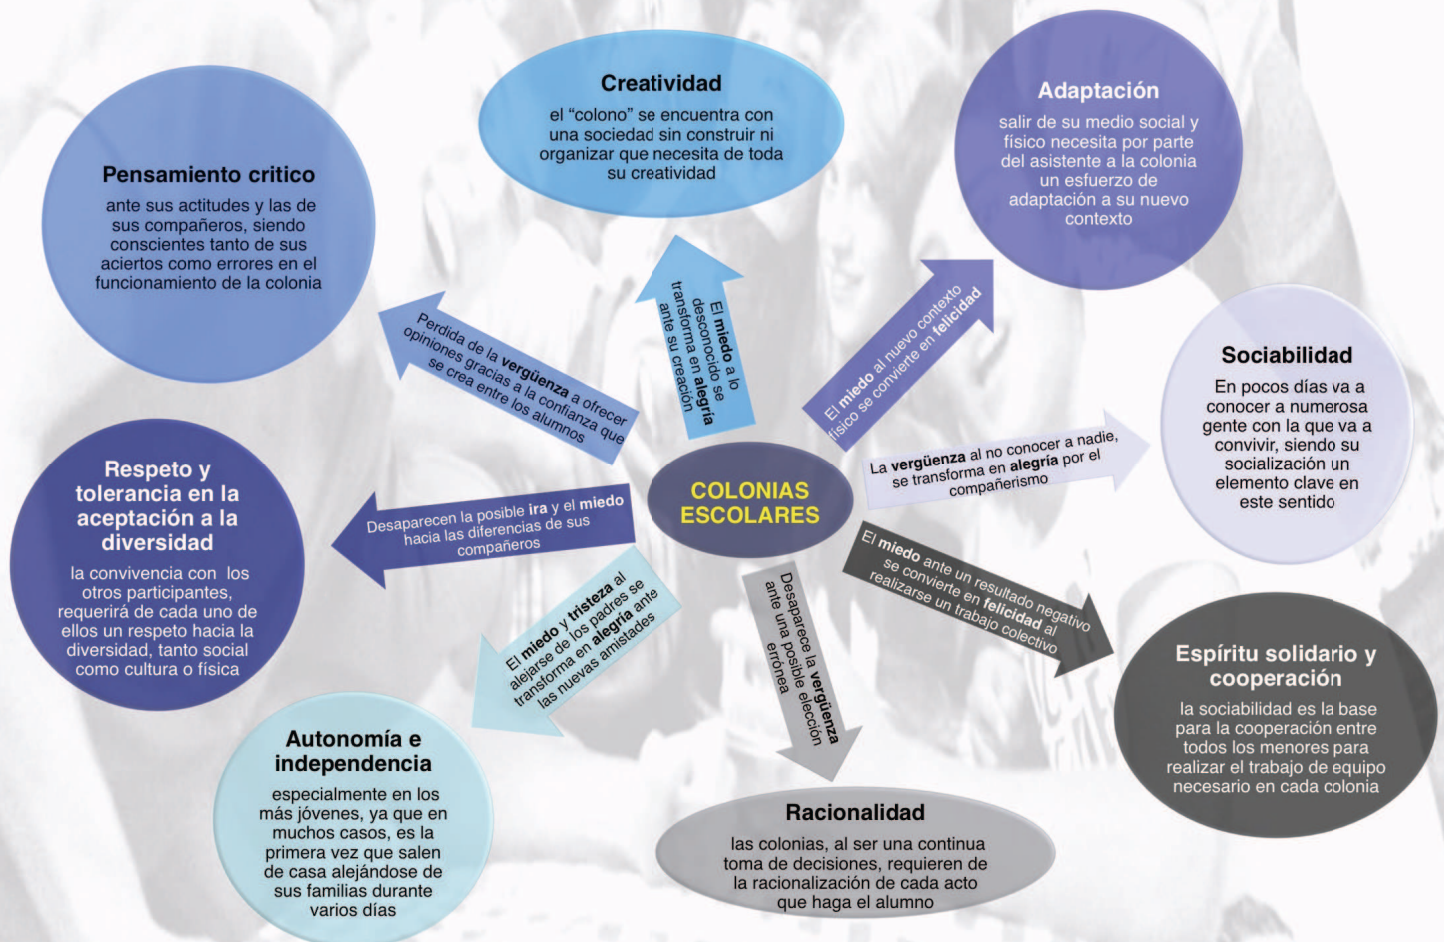 Creatividad
el “colono” se encuentra con
una sociedad sin construir ni
organizar que necesita de toda
su creatividad
Adaptación
salir de su medio social y
físico necesita por parte
del asistente a la colonia
un esfuerzo de
adaptación a su nuevo
contexto
Pensamiento critico
ante sus actitudes y las de
sus compañeros, siendo
conscientes tanto de sus
aciertos como errores en el
funcionamiento de la colonia
Perdida de la vergüenza a ofrecer
opiniones gracias a la confianza que
se crea entre los alumnos
El miedo a lo
desconocido se
transforma en alegría
ante su creación
El miedo al nuevo contexto
físico se convierte en felicidad
Sociabilidad
En pocos días va a
conocer a numerosa
gente con la que va a
convivir, siendo su
socialización un
elemento clave en
este sentido
La vergüenza al no conocer a nadie,
se transforma en alegría por el
compañerismo
COLONIAS
ESCOLARES
Respeto y
tolerancia en la
aceptación a la
diversidad
la convivencia con los
otros participantes,
requerirá de cada uno de
ellos un respeto hacia la
diversidad, tanto social
como cultura o física
Desaparecen la posible ira y el miedo
hacia las diferencias de sus
compañeros
El miedo y tristeza al
alejarse de los padres se
transforma en alegría ante
las nuevas amistades
Desaparece la vergüenza
ante una posible elección
errónea
El miedo ante un resultado negativo
se convierte en felicidad al
realizarse un trabajo colectivo
Espíritu solidario y
cooperación
la sociabilidad es la base
para la cooperación entre
todos los menores para
realizar el trabajo de equipo
necesario en cada colonia
Autonomía e
independencia
especialmente en los
más jóvenes, ya que en
muchos casos, es la
primera vez que salen
de casa alejándose de
sus familias durante
varios días
Racionalidad
las colonias, al ser una continua
toma de decisiones, requieren de
la racionalización de cada acto
que haga el alumno